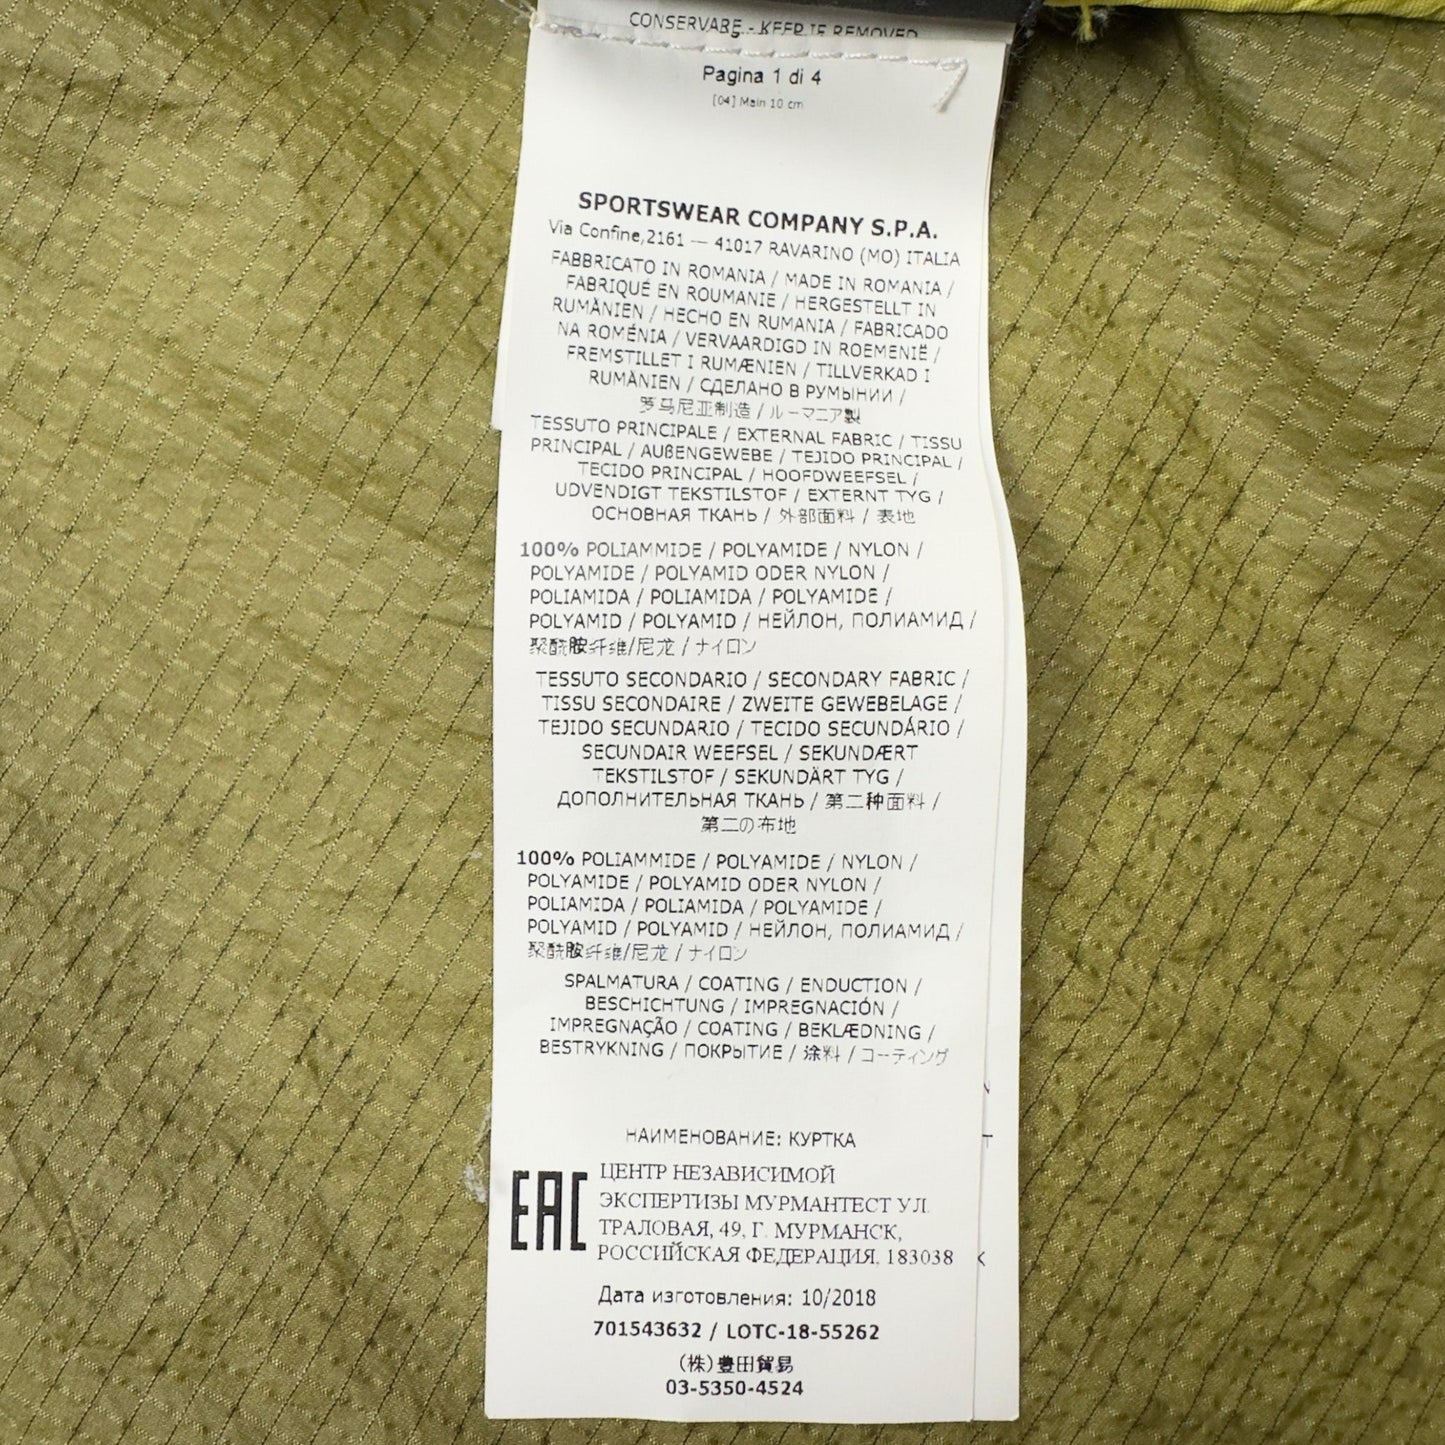 CONSERVARE - KEEP IF REMOVED
Pagina 1 di 4
[04] Main 10 cm
SPORTSWEAR COMPANY S.P.A.
Via Confine,2161 — 41017 RAVARINO (MO) ITALIA
FABBRICATO IN ROMANIA / MADE IN ROMANIA /
FABRIQUÉ EN ROUMANIE / HERGESTELLT IN
RUMÄNIEN / HECHO EN RUMANIA / FABRICADO
NA ROMÉNIA / VERVAARDIGD IN ROEMENIË /
FREMSTILLET I RUMÆNIEN / TILLVERKAD I
RUMÄNIEN / СДЕЛАНО В РУМЫНИИ /
罗马尼亚制造 / ルーマニア製
TESSUTO PRINCIPALE / EXTERNAL FABRIC / TISSU
PRINCIPAL / AUßENGEWEBE / TEJIDO PRINCIPAL /
TECIDO PRINCIPAL / HOOFDWEEFSEL /
UDVENDIGT TEKSTILSTOF / EXTERNT TYG /
ОСНОВНАЯ ТКАНЬ / 外部面料 / 表地
100% POLIAMMIDE / POLYAMIDE / NYLON /
POLYAMIDE / POLYAMID ODER NYLON /
POLIAMIDA / POLIAMIDA / POLYAMIDE /
POLYAMID / POLYAMID / НЕЙЛОН, ПОЛИАМИД /
聚酰胺纤维/尼龙 / ナイロン
TESSUTO SECONDARIO / SECONDARY FABRIC /
TISSU SECONDAIRE / ZWEITE GEWEBELAGE /
TEJIDO SECUNDARIO / TECIDO SECUNDÁRIO /
SECUNDAIR WEEFSEL / SEKUNDÆRT
TEKSTILSTOF / SEKUNDÄRT TYG /
ДОПОЛНИТЕЛЬНАЯ ТКАНЬ / 第二种面料 /
第二の布地
100% POLIAMMIDE / POLYAMIDE / NYLON /
POLYAMIDE / POLYAMID ODER NYLON /
POLIAMIDA / POLIAMIDA / POLYAMIDE /
POLYAMID / POLYAMID / НЕЙЛОН, ПОЛИАМИД /
聚酰胺纤维/尼龙 / ナイロン
SPALMATURA / COATING / ENDUCTION /
BESCHICHTUNG / IMPREGNACIÓN /
IMPREGNAÇÃO / COATING / BEKLÆDNING /
BESTRYKNING / ПОКРЫТИЕ / 涂料 / コーティング
НАИМЕНОВАНИЕ: КУРТКА
EAC
ЦЕНТР НЕЗАВИСИМОЙ
ЭКСПЕРТИЗЫ МУРМАНТЕСТ УЛ.
ТРАЛОВАЯ, 49, Г. МУРМАНСК,
РОССИЙСКАЯ ФЕДЕРАЦИЯ, 183038
Дата изготовления: 10/2018
701543632 / LOTC-18-55262
(株)豊田貿易
03-5350-4524